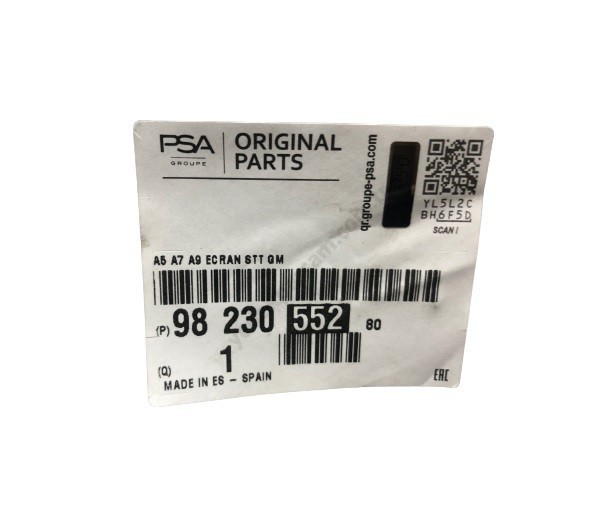 PSA
GROUPE
ORIGINAL
PARTS
qr.groupe-psa.com
YL5L2C
BH6F5D
SCAN !
A5 A7 A9 ECRAN STT GM
(P) 98 230 552 80
(Q) 1
MADE IN ES - SPAIN
EAC